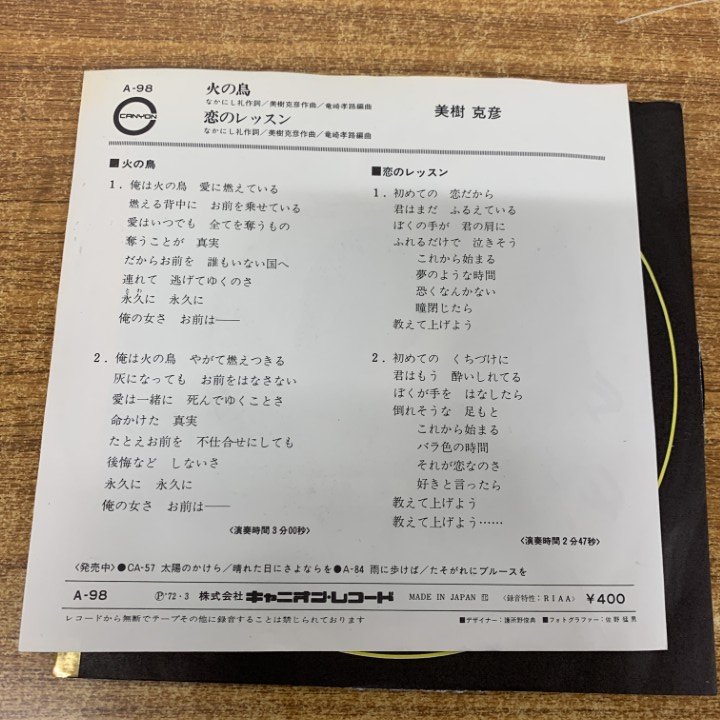 A-98
CANYON
火の鳥
なかにし礼作詞／美樹克彦作曲／竜崎孝路編曲
恋のレッスン
なかにし礼作詞／美樹克彦作曲／竜崎孝路編曲
美樹 克彦
■火の鳥
1．俺は火の鳥 愛に燃えている
燃える背中に お前を乗せている
愛はいつでも 全てを奪うもの
奪うことが 真実
だからお前を 誰もいない国へ
連れて 逃げてゆくのさ
とわ
永久に 永久に
俺の女さ お前は――
2．俺は火の鳥 やがて燃えつきる
灰になっても お前をはなさない
愛は一緒に 死んでゆくことさ
命かけた 真実
たとえお前を 不仕合せにしても
後悔など しないさ
永久に 永久に
俺の女さ お前は――
〈演奏時間3分00秒〉
■恋のレッスン
1．初めての 恋だから
君はまだ ふるえている
ぼくの手が 君の肩に
ふれるだけで 泣きそう
これから始まる
夢のような時間
恐くなんかない
瞳閉じたら
教えて上げよう
2．初めての くちづけに
君はもう 酔いしれてる
ぼくが手を はなしたら
倒れそうな 足もと
これから始まる
バラ色の時間
それが恋なのさ
好きと言ったら
教えて上げよう
教えて上げよう……
〈演奏時間2分47秒〉
〈発売中〉●CA-57 太陽のかけら／晴れた日にさよならを●A-84 雨に歩けば／たそがれにブルースを
A-98 Ⓟ'72・3 株式会社キャニオン・レコード MADE IN JAPAN 〈録音特性：RIAA〉 ￥400
レコードから無断でテープその他に録音することは禁じられております
■デザイナー：諌所野俊典 ■フォトグラファー：佐野猛男